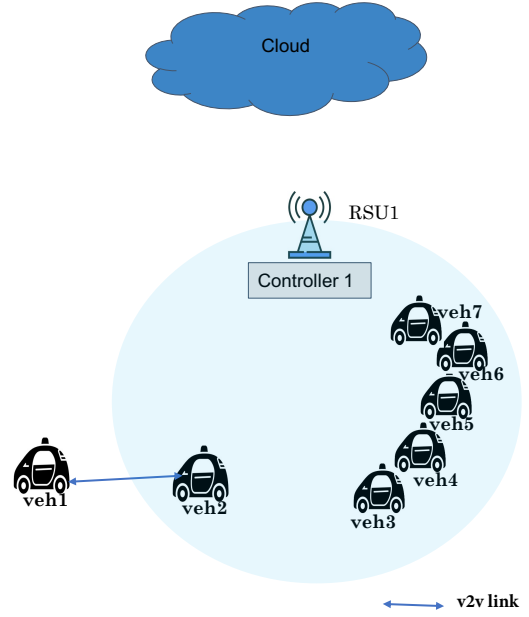 Cloud
RSU1
Controller 1
veh7
veh6
veh5
veh4
veh1
veh2
veh3
v2v link